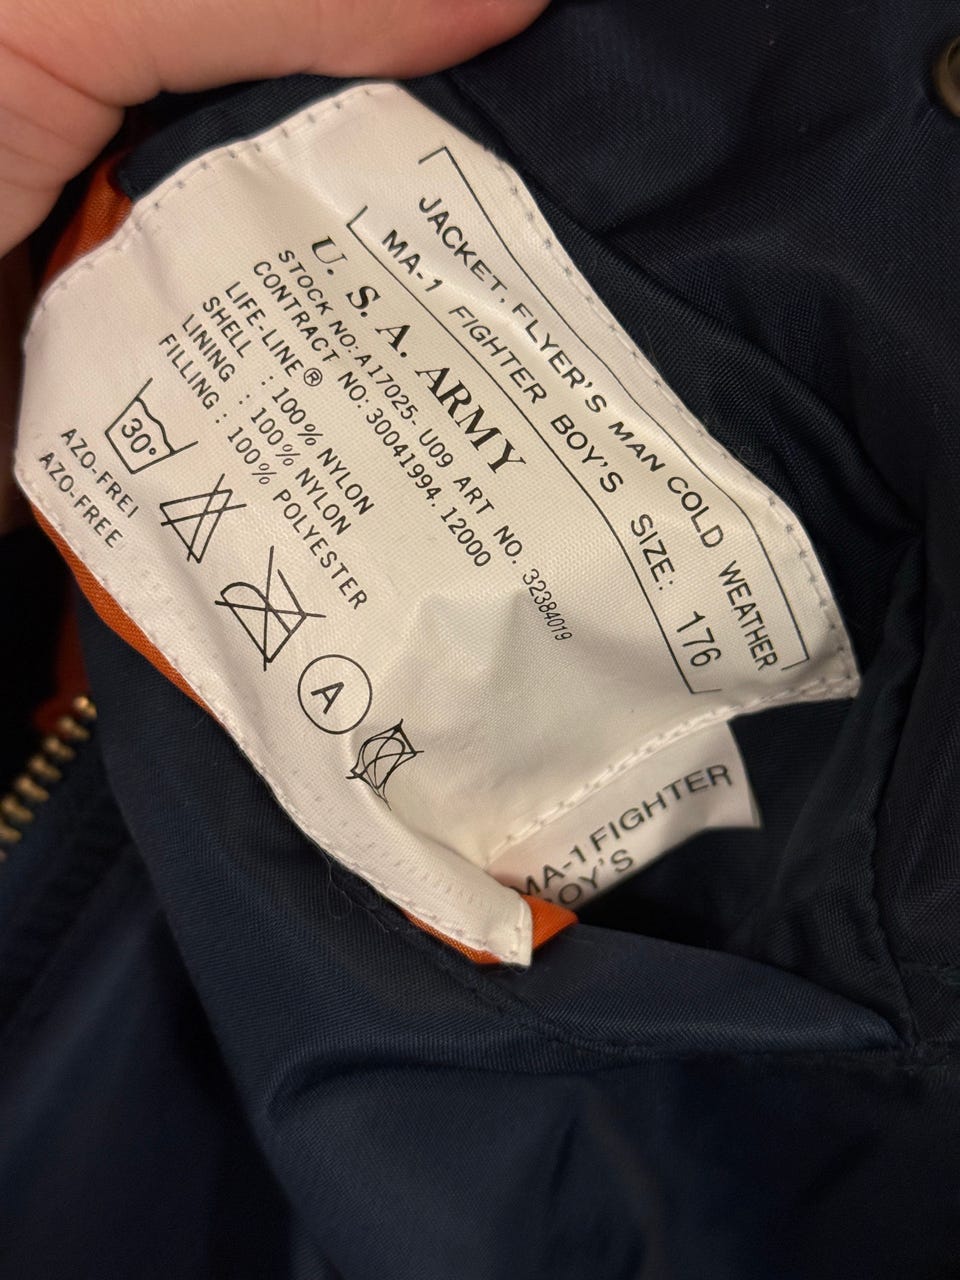 JACKET, FLYER'S MAN COLD WEATHER
MA-1 FIGHTER BOY'S SIZE: 176
U. S. A. ARMY
STOCK NO: A17025- U09 ART NO. 32384019
CONTRACT NO: 30041994. 12000
LIFE-LINE®
SHELL : 100% NYLON
LINING : 100% NYLON
FILLING : 100% POLYESTER
30°
A
AZO-FREI
AZO-FREE
MA-1 FIGHTER
BOY'S